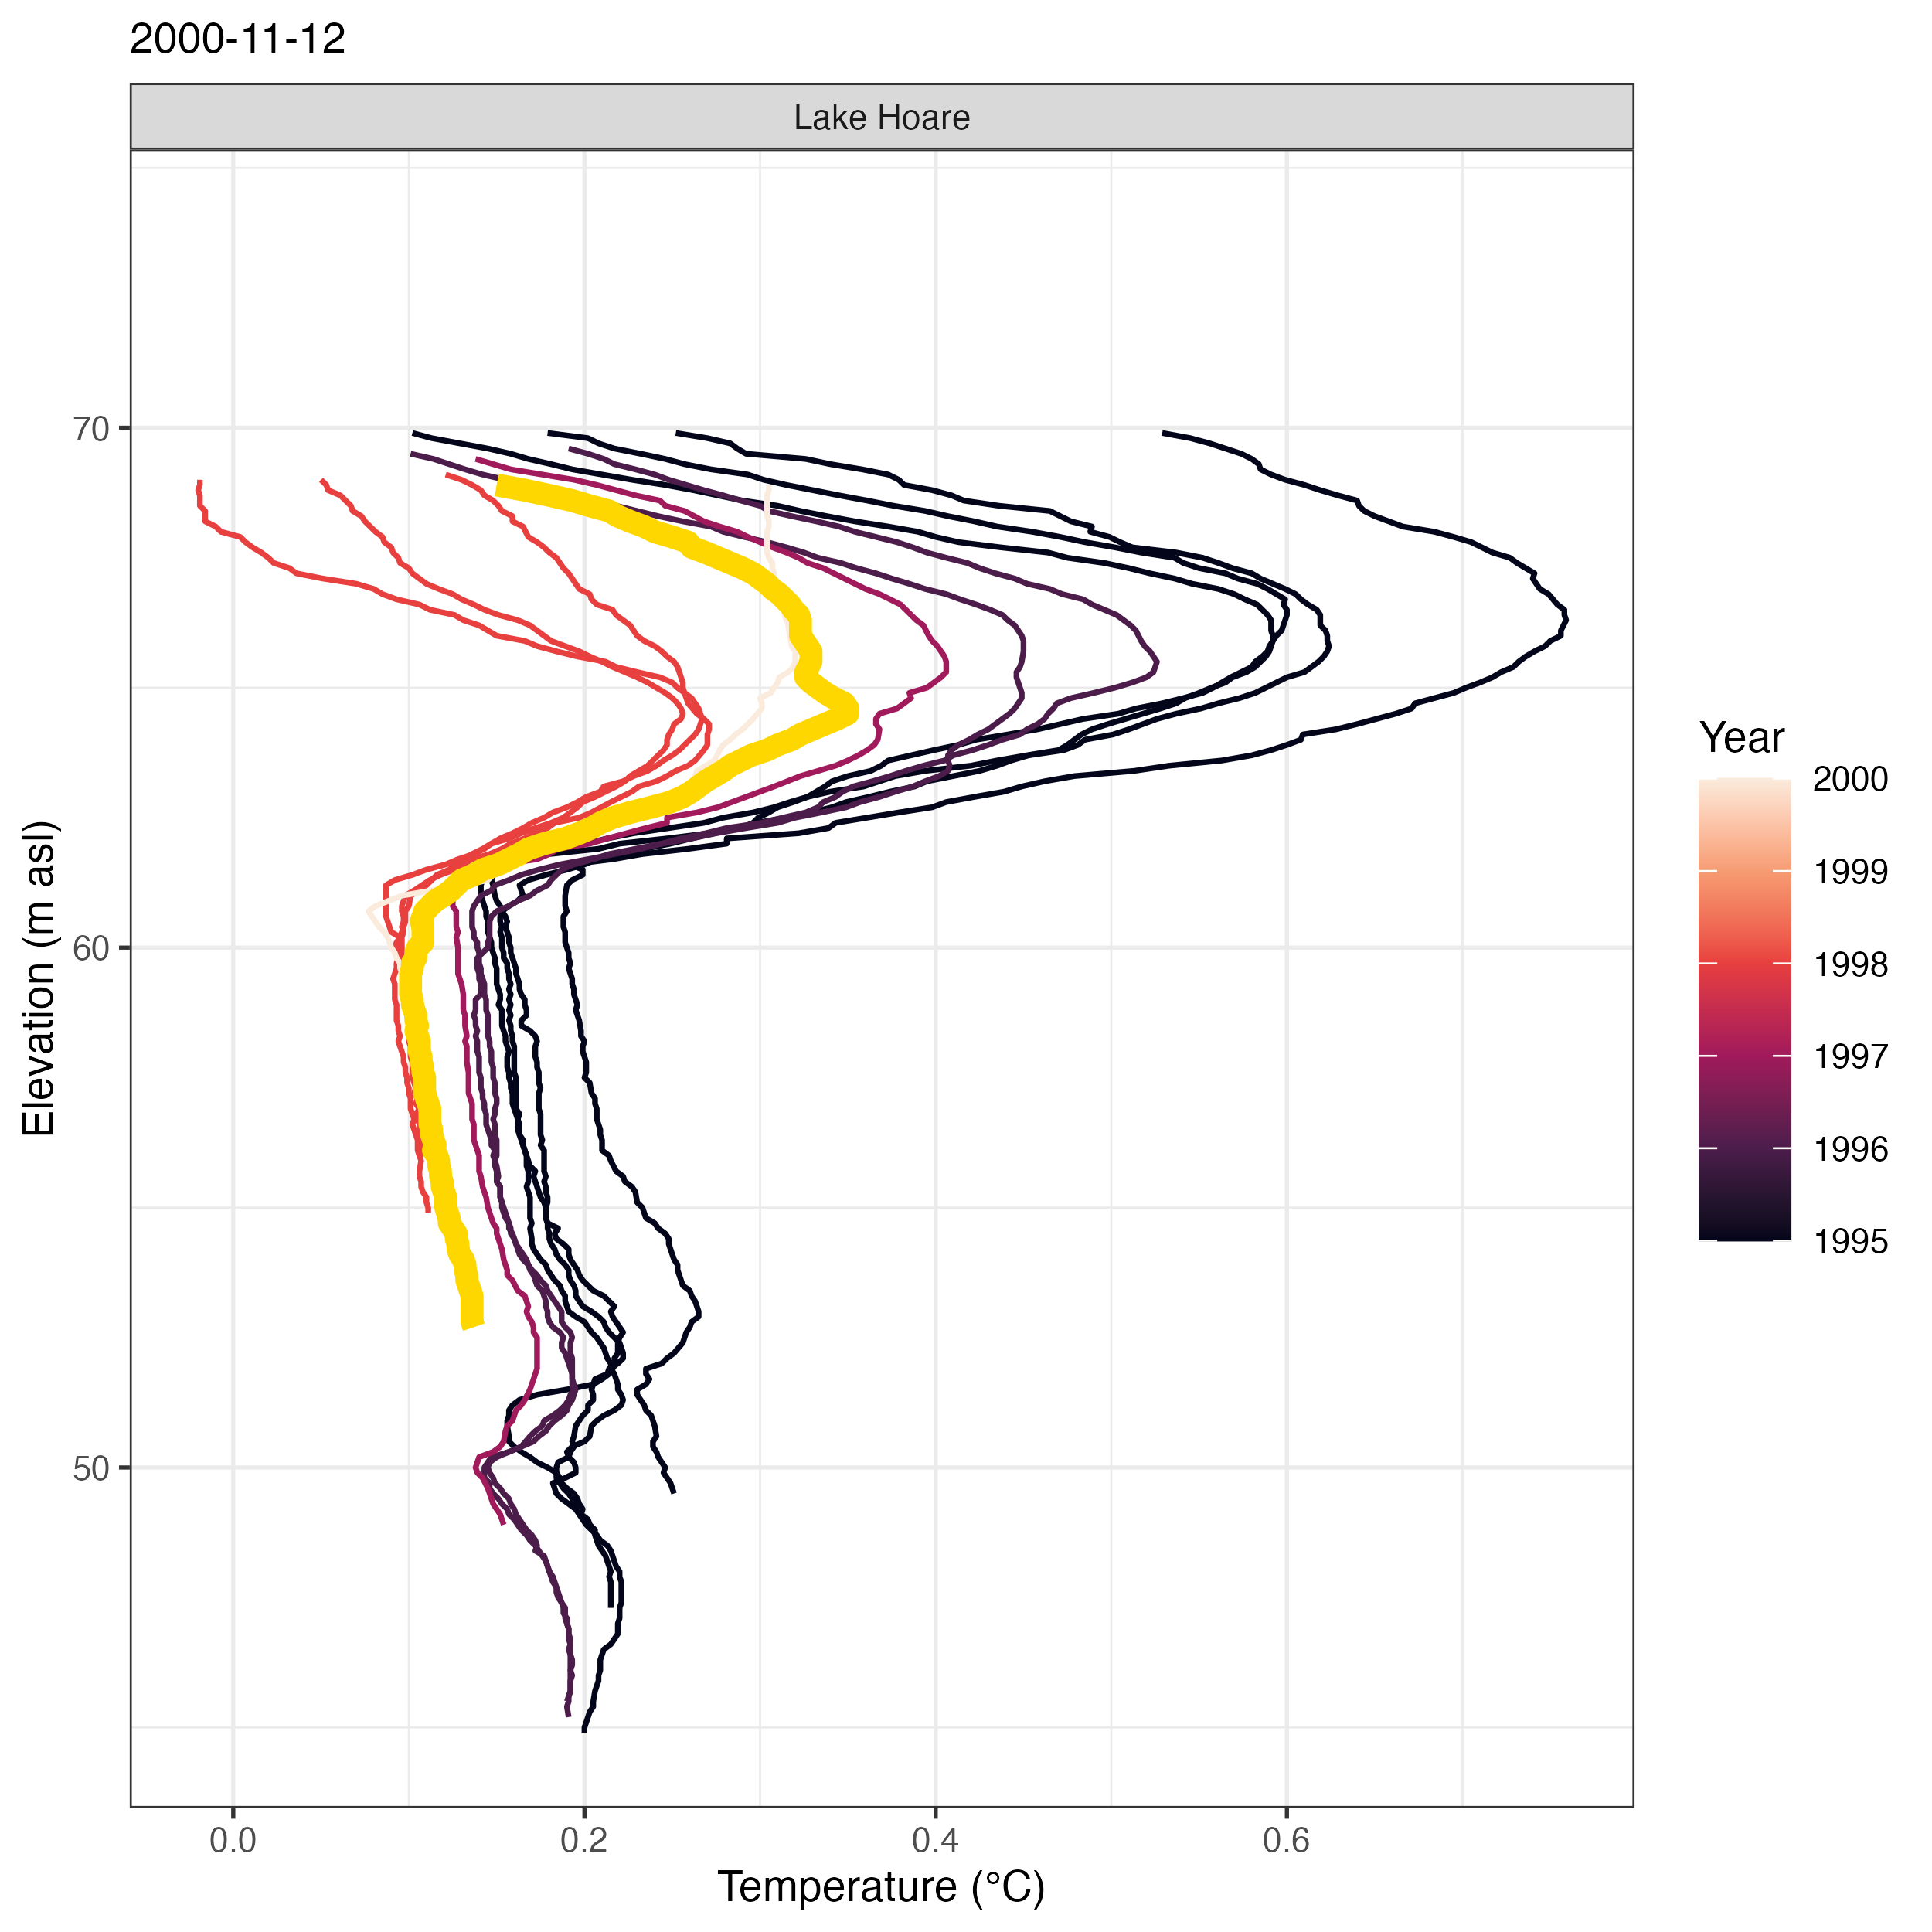 2000-11-12
Lake Hoare
70
60
50
Elevation (m asl)
0.0 0.2 0.4 0.6
Temperature (°C)
Year
2000
1999
1998
1997
1996
1995